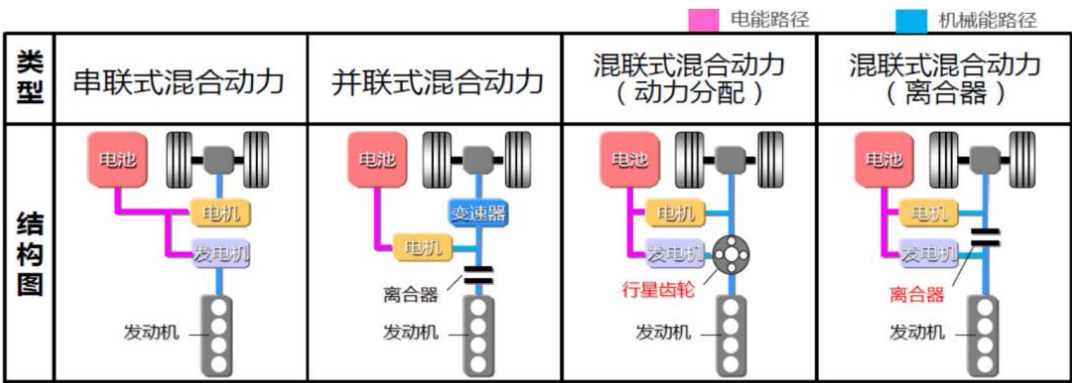 电能路径
机械能路径
类型
串联式混合动力
并联式混合动力
混联式混合动力
（动力分配）
混联式混合动力
（离合器）
结构图
电池
电机
发电机
发动机
电池
变速器
电机
离合器
发动机
电池
电机
发电机
行星齿轮
发动机
电池
电机
发电机
离合器
发动机